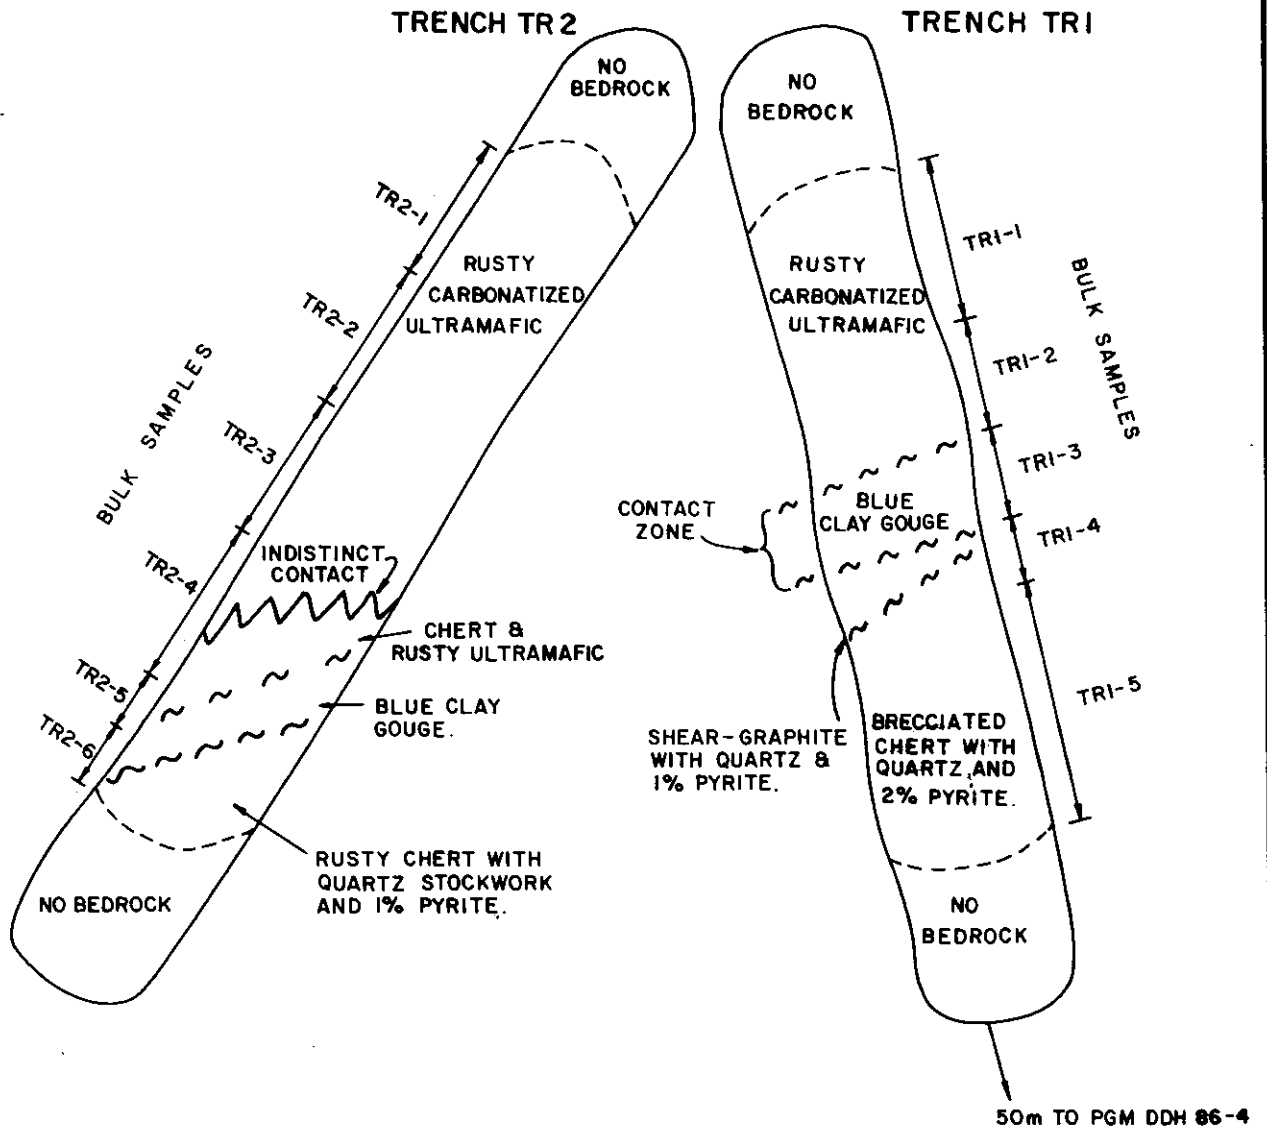 TRENCH TR2
NO
BEDROCK
TR2-1
TR2-2
TR2-3
TR2-4
TR2-5
TR2-6
BULK SAMPLES
RUSTY
CARBONATIZED
ULTRAMAFIC
INDISTINCT
CONTACT
CHERT &
RUSTY ULTRAMAFIC
BLUE CLAY
GOUGE.
RUSTY CHERT WITH
QUARTZ STOCKWORK
AND 1% PYRITE.
NO BEDROCK
TRENCH TR1
NO
BEDROCK
RUSTY
CARBONATIZED
ULTRAMAFIC
TR1-1
TR1-2
TR1-3
TR1-4
TR1-5
BULK SAMPLES
CONTACT
ZONE
BLUE
CLAY GOUGE
SHEAR-GRAPHITE
WITH QUARTZ &
1% PYRITE.
BRECCIATED
CHERT WITH
QUARTZ, AND
2% PYRITE.
NO
BEDROCK
50m TO PGM DDH 86-4